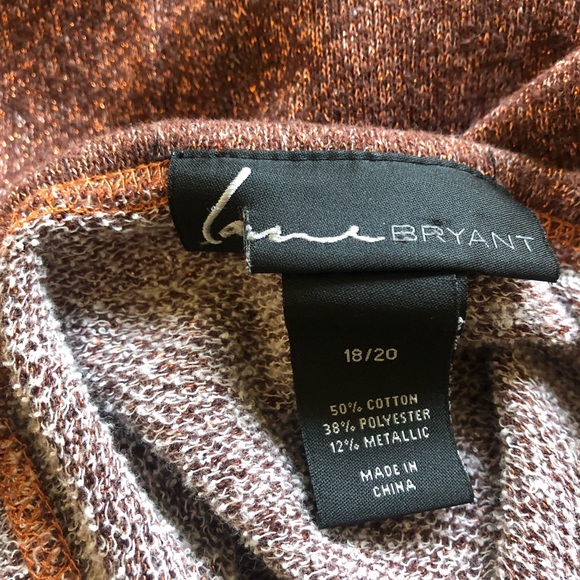 Lane BRYANT
18/20
50% COTTON
38% POLYESTER
12% METALLIC
MADE IN
CHINA